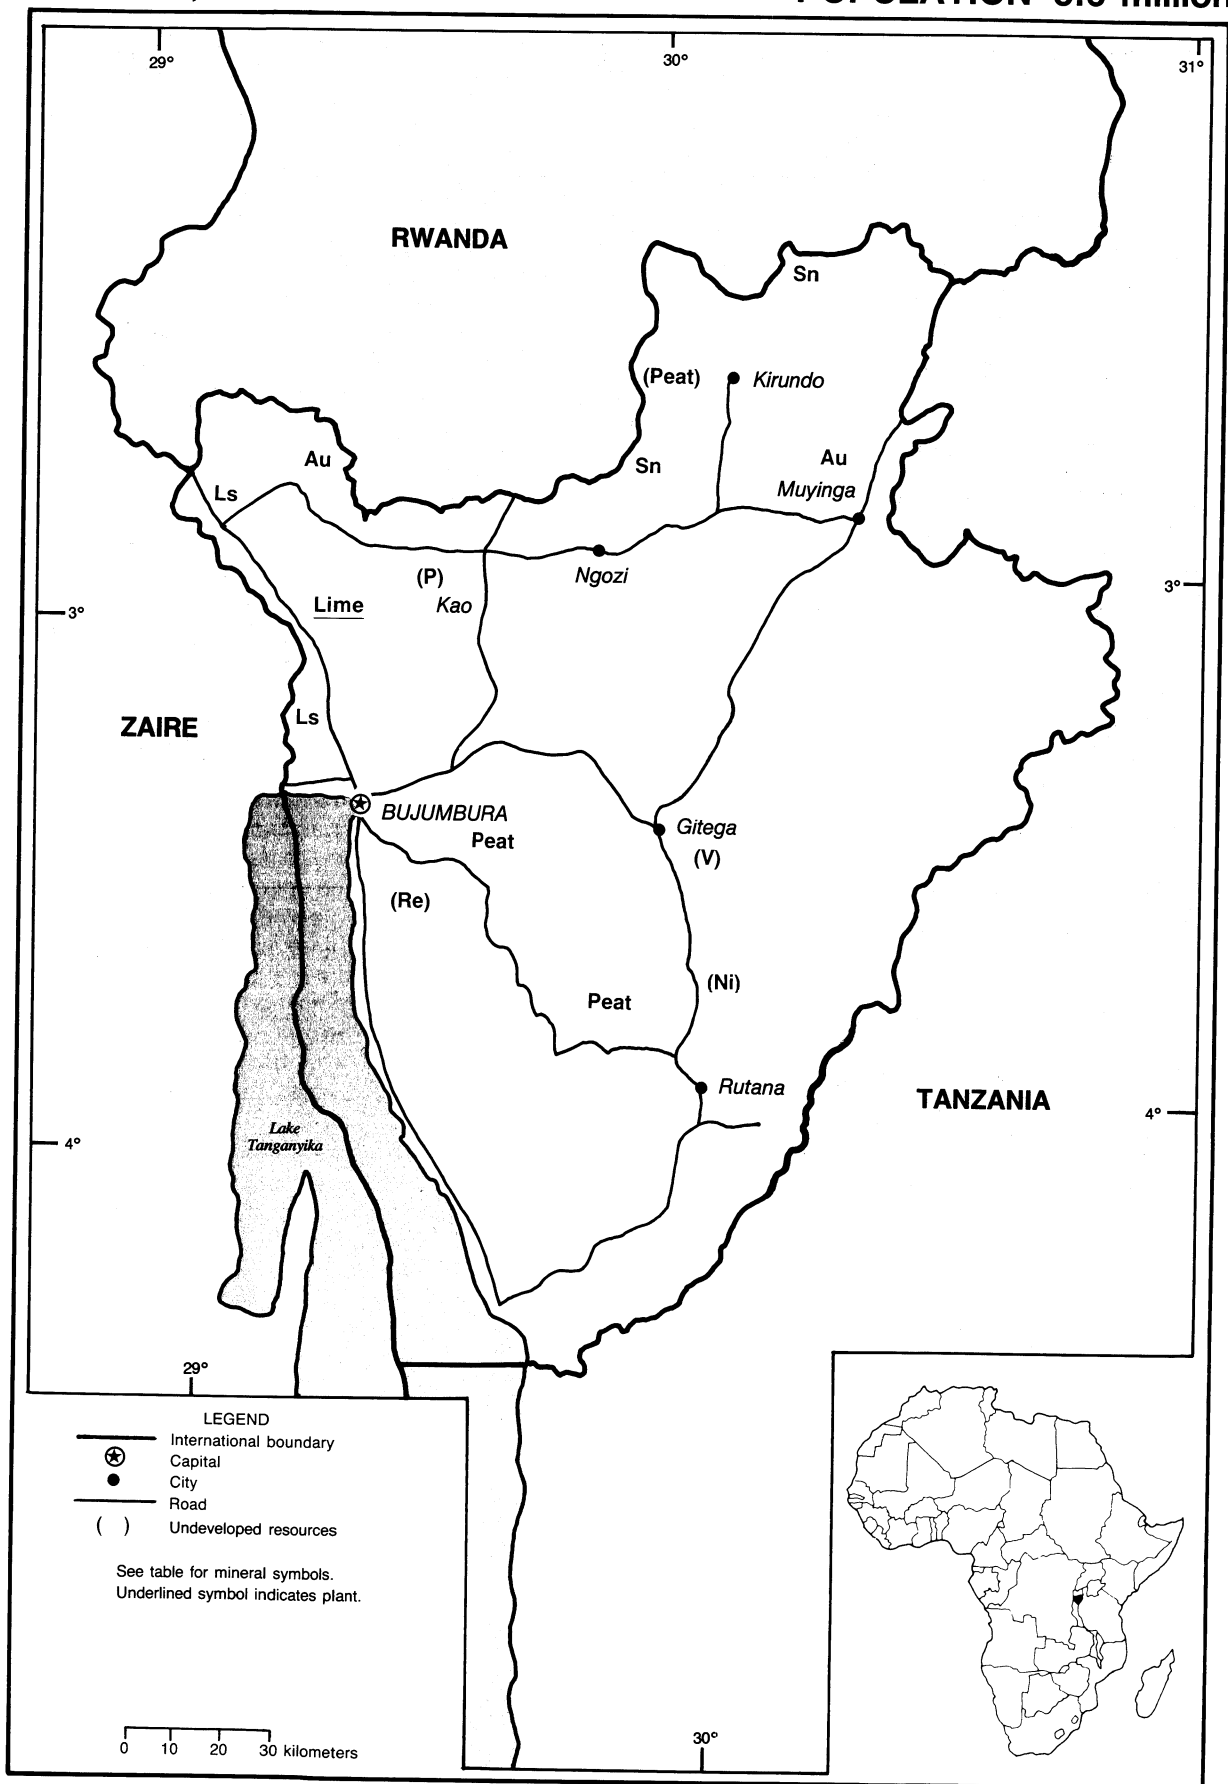 29°
30°
31°
RWANDA
Sn
(Peat)
Kirundo
Au
Sn
Au
Ls
Muyinga
(P)
Ngozi
Lime
Kao
3°
3°
ZAIRE
Ls
BUJUMBURA
Peat
Gitega
(V)
(Re)
(Ni)
Peat
Rutana
TANZANIA
4°
4°
Lake
Tanganyika
29°
LEGEND
International boundary
Capital
City
Road
( ) Undeveloped resources
See table for mineral symbols.
Underlined symbol indicates plant.
0 10 20 30 kilometers
30°